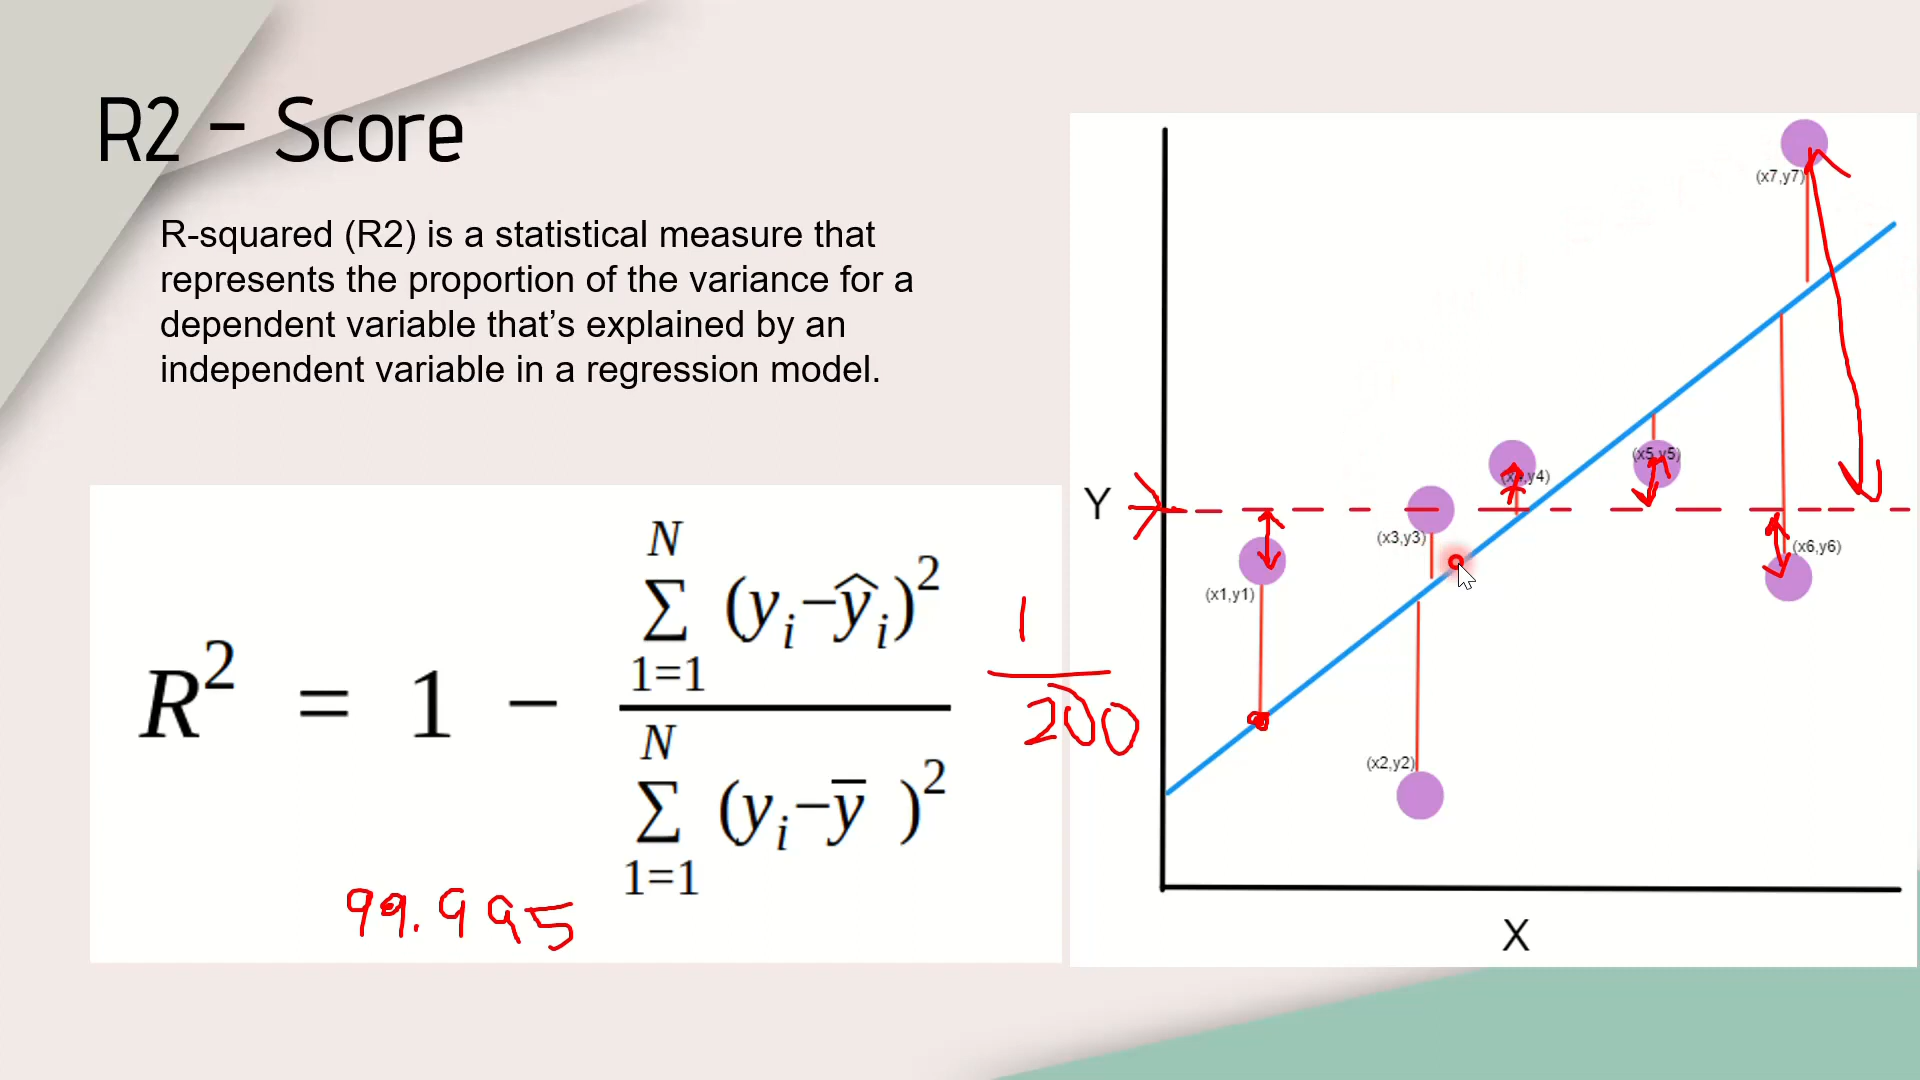 R2 - Score
R-squared (R2) is a statistical measure that
represents the proportion of the variance for a
dependent variable that’s explained by an
independent variable in a regression model.
N
∑ (yᵢ−ŷᵢ)²
1=1
R² = 1 −
N
∑ (yᵢ−ȳ )²
1=1
1
200
99.995
(x7,y7)
(x5,y5)
(x4,y4)
Y
(x3,y3)
(x6,y6)
(x1,y1)
(x2,y2)
X